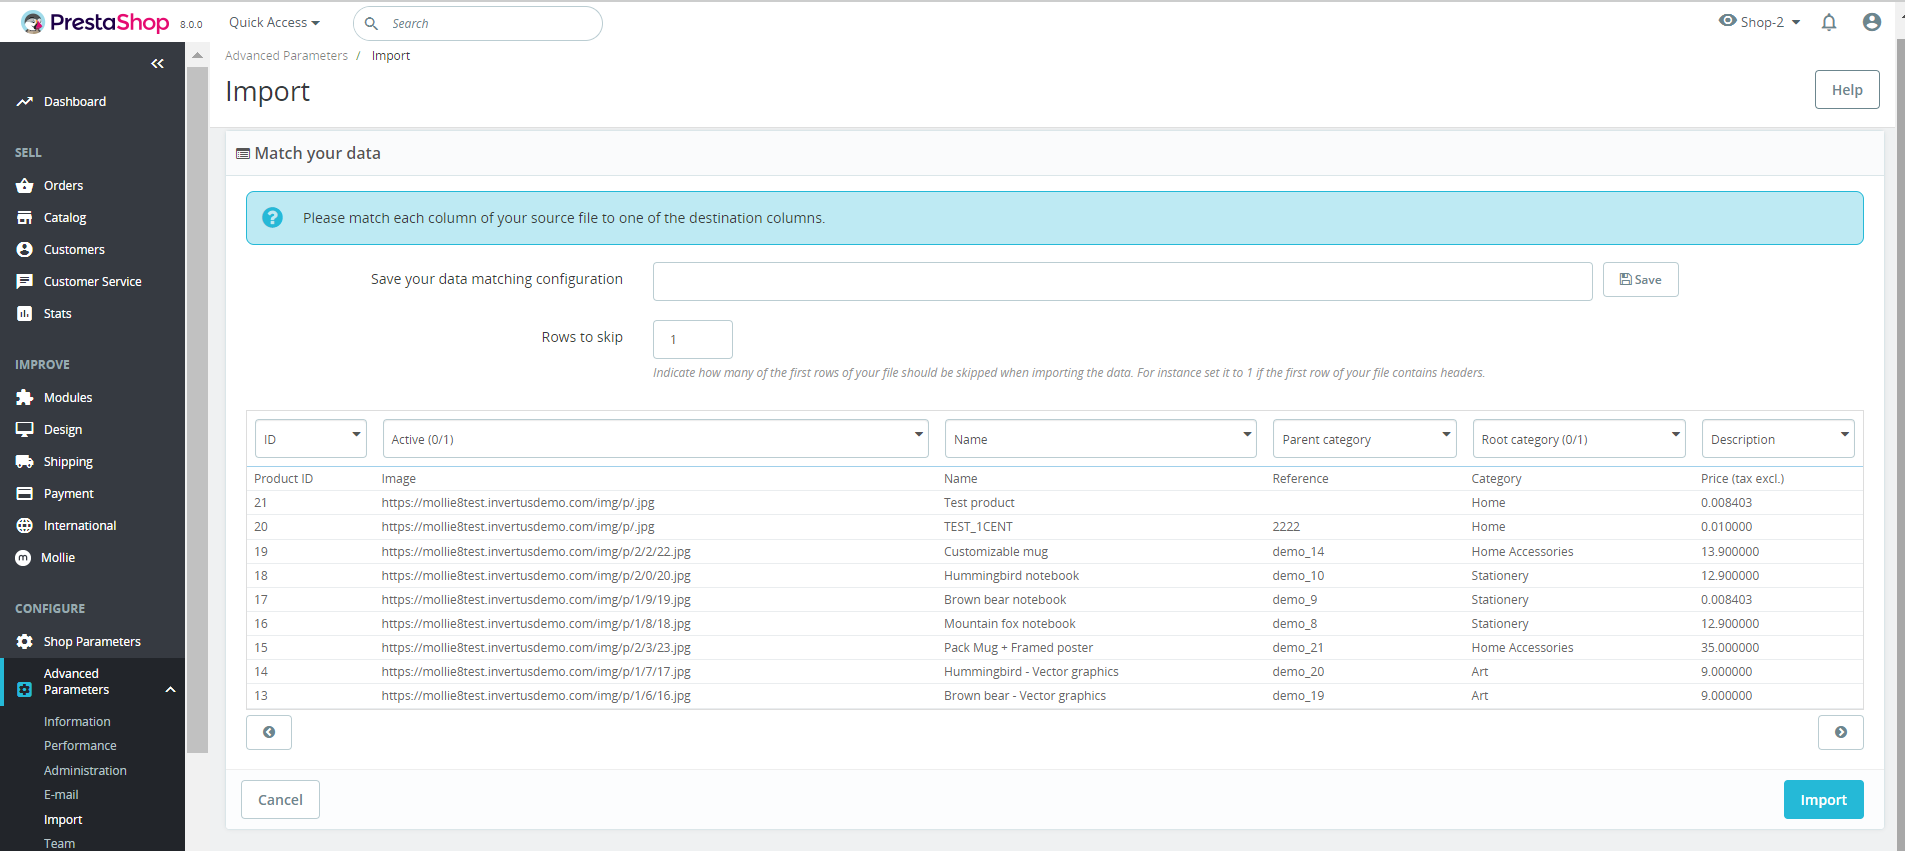 PrestaShop 8.0.0 Quick Access Search Shop-2
Advanced Parameters / Import
Import
Help
Dashboard
SELL
Orders
Catalog
Customers
Customer Service
Stats
IMPROVE
Modules
Design
Shipping
Payment
International
Mollie
CONFIGURE
Shop Parameters
Advanced
Parameters
Information
Performance
Administration
E-mail
Import
Team
Match your data
Please match each column of your source file to one of the destination columns.
Save your data matching configuration Save
Rows to skip 1
Indicate how many of the first rows of your file should be skipped when importing the data. For instance set it to 1 if the first row of your file contains headers.
ID Active (0/1) Name Parent category Root category (0/1) Description
Product ID Image Name Reference Category Price (tax excl.)
21 https://mollie8test.invertusdemo.com/img/p/.jpg Test product Home 0.008403
20 https://mollie8test.invertusdemo.com/img/p/.jpg TEST_1CENT 2222 Home 0.010000
19 https://mollie8test.invertusdemo.com/img/p/2/2/22.jpg Customizable mug demo_14 Home Accessories 13.900000
18 https://mollie8test.invertusdemo.com/img/p/2/0/20.jpg Hummingbird notebook demo_10 Stationery 12.900000
17 https://mollie8test.invertusdemo.com/img/p/1/9/19.jpg Brown bear notebook demo_9 Stationery 0.008403
16 https://mollie8test.invertusdemo.com/img/p/1/8/18.jpg Mountain fox notebook demo_8 Stationery 12.900000
15 https://mollie8test.invertusdemo.com/img/p/2/3/23.jpg Pack Mug + Framed poster demo_21 Home Accessories 35.000000
14 https://mollie8test.invertusdemo.com/img/p/1/7/17.jpg Hummingbird - Vector graphics demo_20 Art 9.000000
13 https://mollie8test.invertusdemo.com/img/p/1/6/16.jpg Brown bear - Vector graphics demo_19 Art 9.000000
Cancel Import